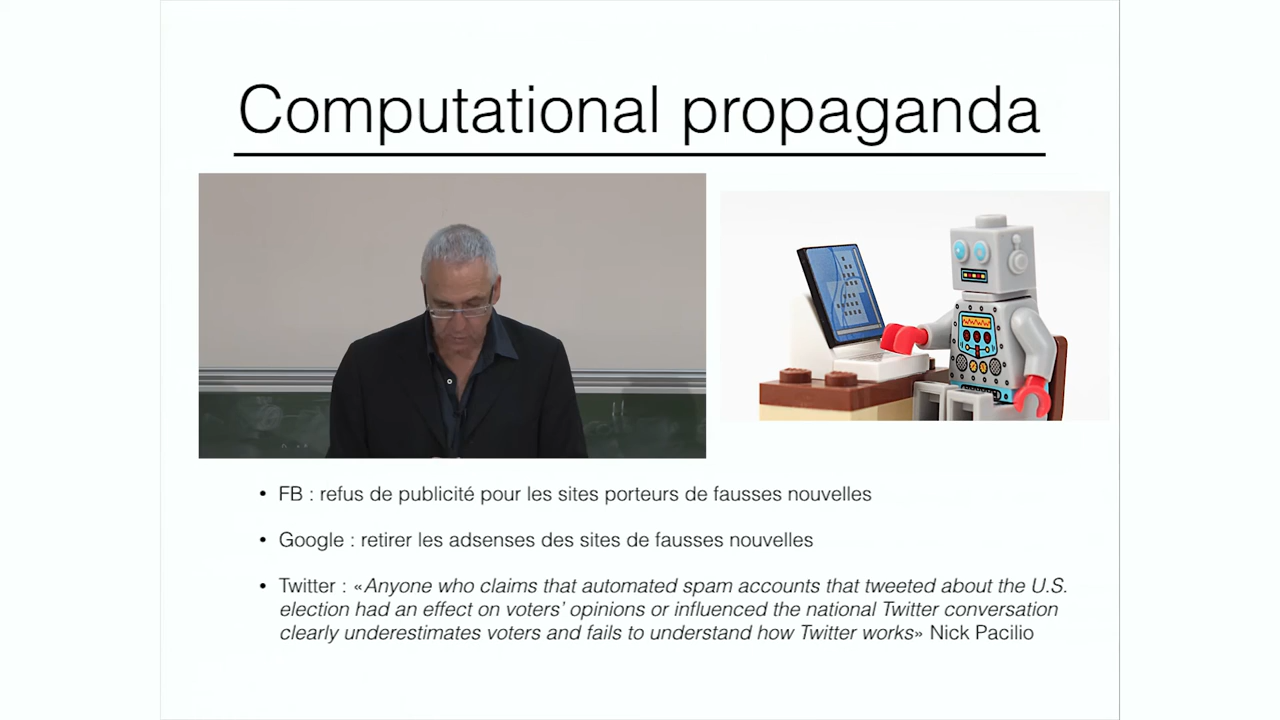 Computational propaganda
• FB : refus de publicité pour les sites porteurs de fausses nouvelles
• Google : retirer les adsenses des sites de fausses nouvelles
• Twitter : «Anyone who claims that automated spam accounts that tweeted about the U.S.
election had an effect on voters’ opinions or influenced the national Twitter conversation
clearly underestimates voters and fails to understand how Twitter works» Nick Pacilio